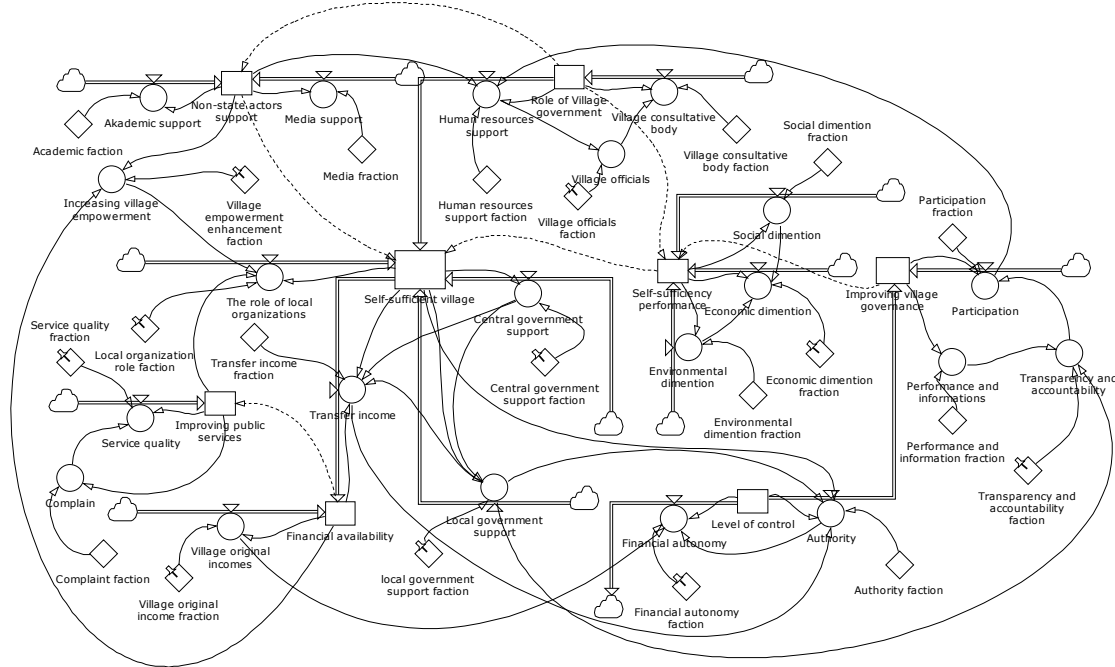 Non-state actors
support
Akademic support
Academic faction
Media support
Media fraction
Human resources
support
Human resources
support faction
Role of Village
government
Village consultative
body
Village consultative
body faction
Village officials
Village officials
faction
Social dimention
fraction
Social dimention
Participation
fraction
Participation
Increasing village
empowerment
Village
empowerment
enhancement
faction
The role of local
organizations
Local organization
role faction
Self-sufficient village
Central government
support
Central government
support faction
Self-sufficiency
performance
Economic dimention
Economic dimention
fraction
Environmental
dimention
Environmental
dimention fraction
Improving village
governance
Performance and
informations
Performance and
information fraction
Transparency and
accountability
Transparency and
accountability
faction
Service quality
fraction
Service quality
Improving public
services
Transfer income
fraction
Transfer income
Complain
Complaint faction
Village original
incomes
Village original
income fraction
Financial availability
Local government
support
local government
support faction
Financial autonomy
Financial autonomy
faction
Level of control
Authority
Authority faction